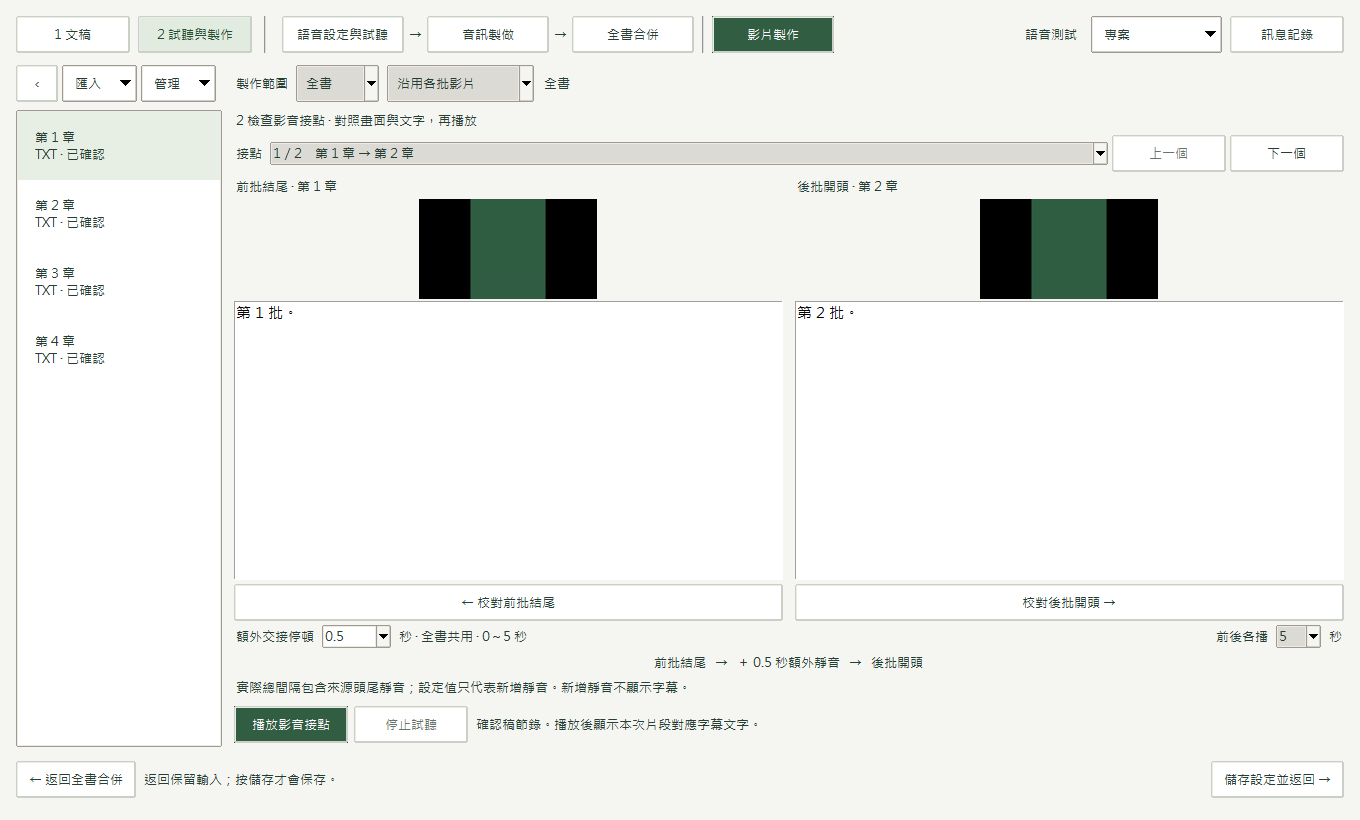 1 文稿
2 試聽與製作
語音設定與試聽 → 音訊製做 → 全書合併
影片製作
語音測試 專案 訊息記錄
‹ 匯入 管理 製作範圍 全書 沿用各批影片 全書
第 1 章
TXT · 已確認
第 2 章
TXT · 已確認
第 3 章
TXT · 已確認
第 4 章
TXT · 已確認
2 檢查影音接點 · 對照畫面與文字，再播放
接點 1 / 2 第 1 章 → 第 2 章 上一個 下一個
前批結尾 · 第 1 章
後批開頭 · 第 2 章
第 1 批。
第 2 批。
← 校對前批結尾
校對後批開頭 →
額外交接停頓 0.5 秒 · 全書共用 · 0 ~ 5 秒
前後各播 5 秒
前批結尾 → + 0.5 秒額外靜音 → 後批開頭
實際總間隔包含來源頭尾靜音；設定值只代表新增靜音。新增靜音不顯示字幕。
播放影音接點 停止試聽 確認稿節錄。播放後顯示本次片段對應字幕文字。
← 返回全書合併 返回保留輸入；按儲存才會保存。
儲存設定並返回 →